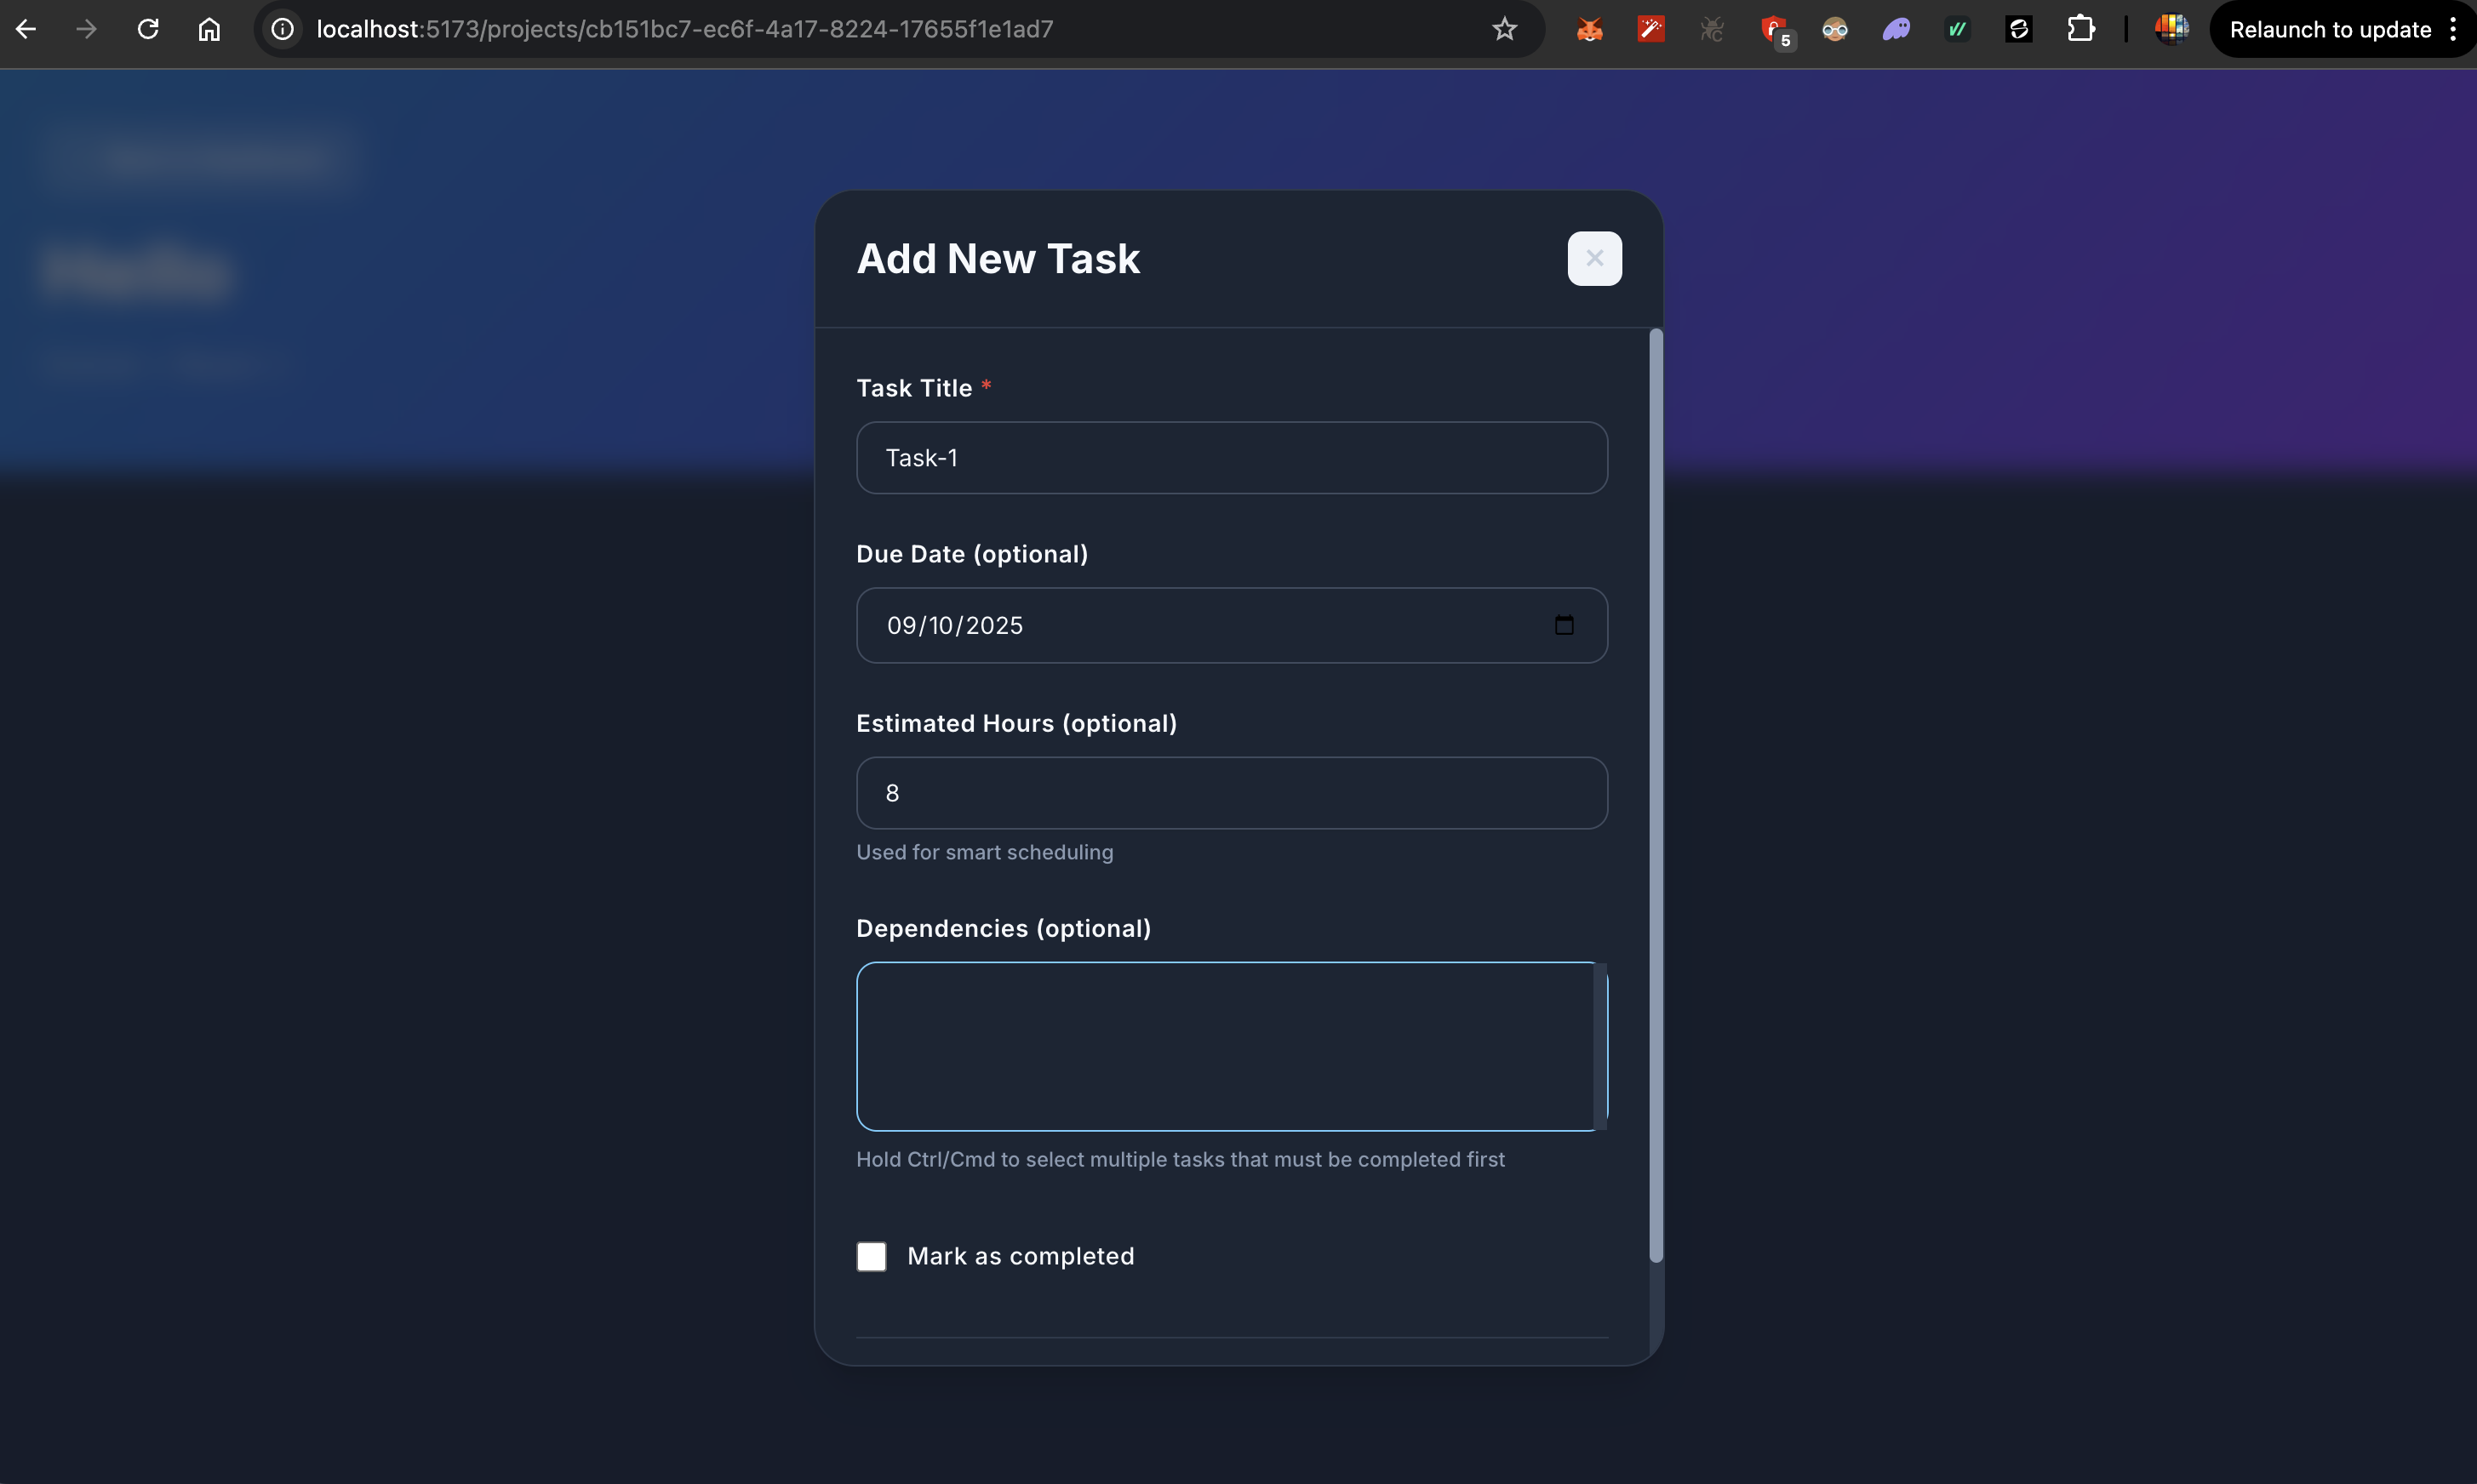 localhost:5173/projects/cb151bc7-ec6f-4a17-8224-17655f1e1ad7
5
Relaunch to update
Add New Task
Task Title *
Task-1
Due Date (optional)
09/10/2025
Estimated Hours (optional)
8
Used for smart scheduling
Dependencies (optional)
Hold Ctrl/Cmd to select multiple tasks that must be completed first
Mark as completed
Hello